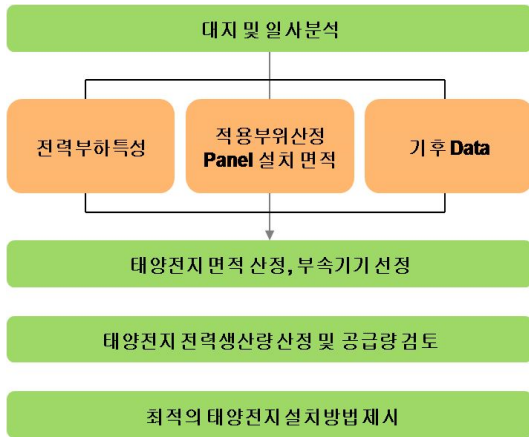 대지 및 일사분석
전력부하특성
적용부위산정
Panel 설치 면적
기후 Data
태양전지 면적 산정, 부속기기 선정
태양전지 전력생산량 산정 및 공급량 검토
최적의 태양전지 설치방법 제시